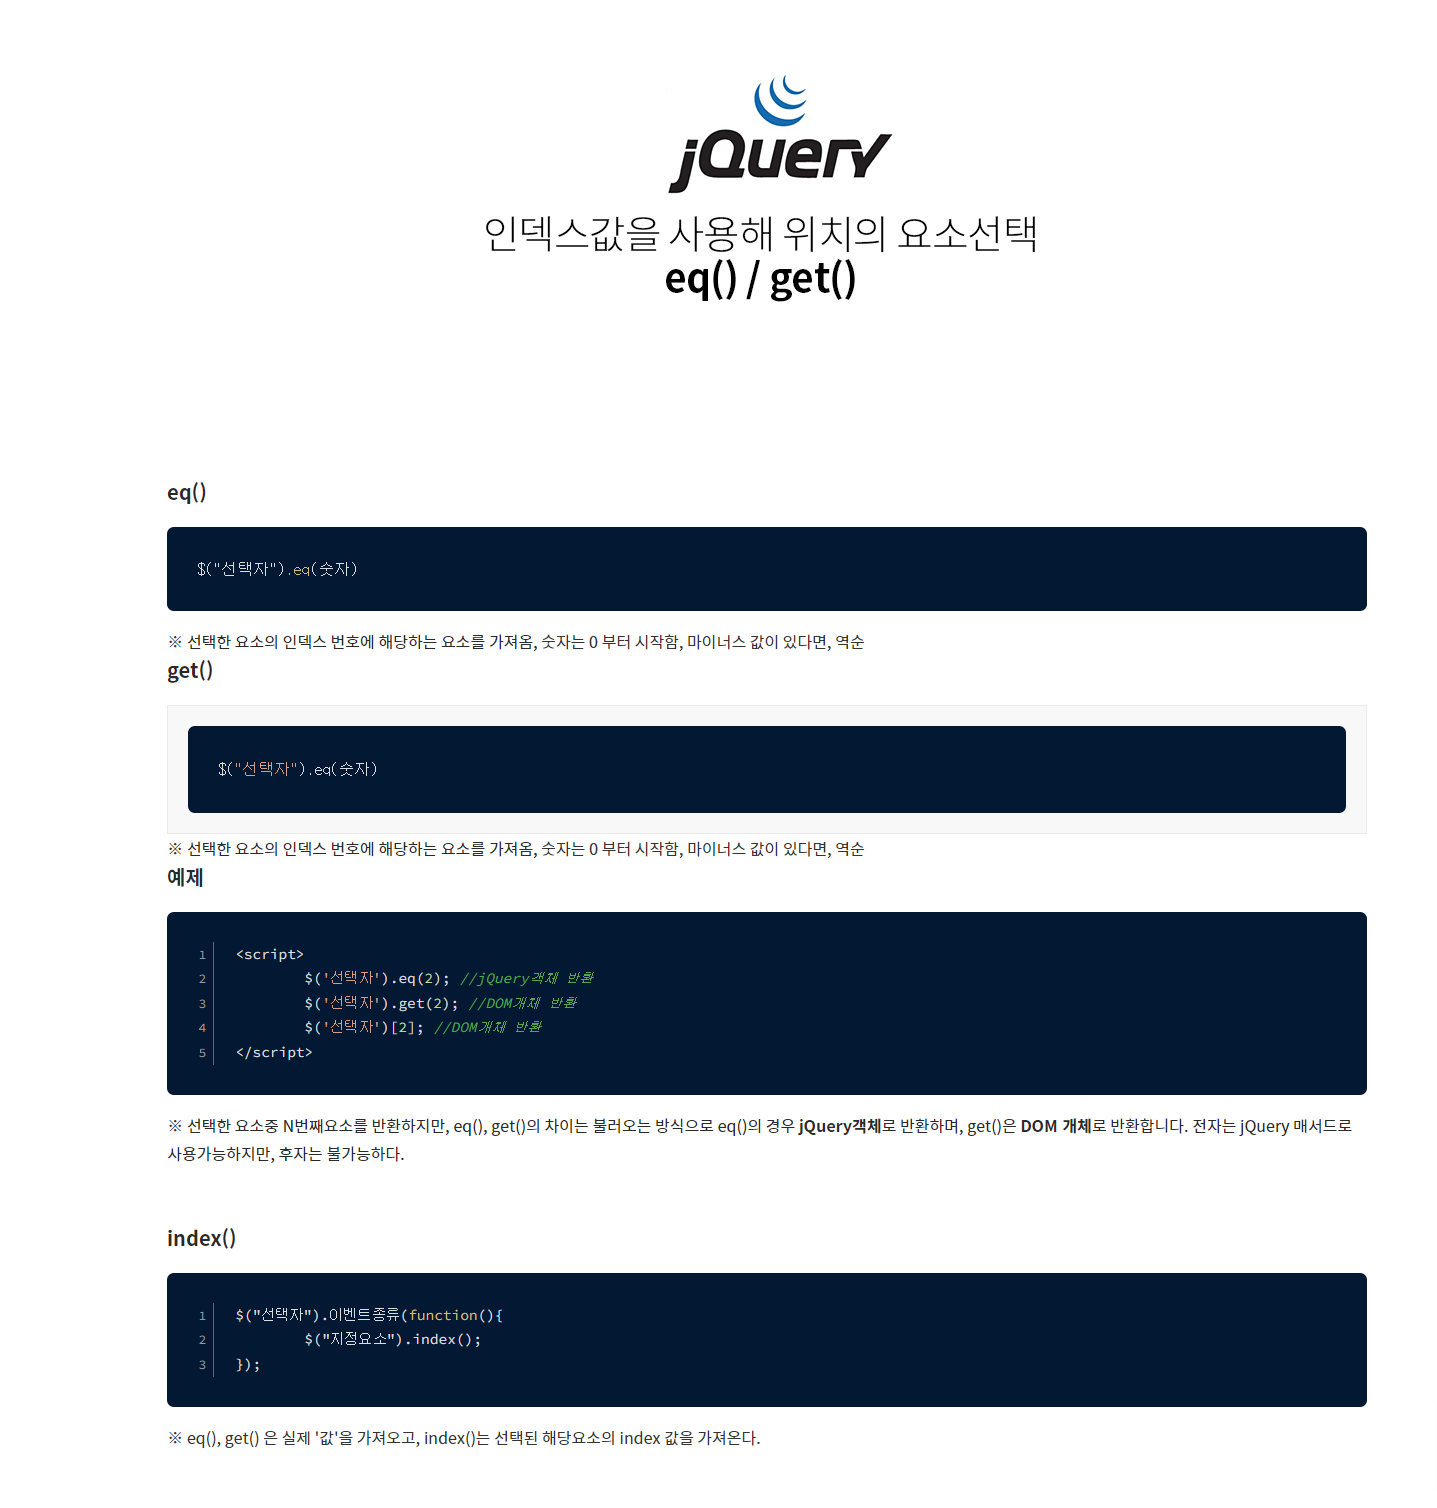 jQuery
인덱스값을 사용해 위치의 요소선택
eq() / get()
eq()
$("선택자").eq(숫자)
※ 선택한 요소의 인덱스 번호에 해당하는 요소를 가져옴, 숫자는 0 부터 시작함, 마이너스 값이 있다면, 역순
get()
$("선택자").eq(숫자)
※ 선택한 요소의 인덱스 번호에 해당하는 요소를 가져옴, 숫자는 0 부터 시작함, 마이너스 값이 있다면, 역순
예제
1 <script>
2 $('선택자').eq(2); //jQuery객체 반환
3 $('선택자').get(2); //DOM개체 반환
4 $('선택자')[2]; //DOM개체 반환
5 </script>
※ 선택한 요소중 N번째요소를 반환하지만, eq(), get()의 차이는 불러오는 방식으로 eq()의 경우 jQuery객체로 반환하며, get()은 DOM 개체로 반환합니다. 전자는 jQuery 매서드로
사용가능하지만, 후자는 불가능하다.
index()
1 $("선택자").이벤트종류(function(){
2 $("지정요소").index();
3 });
※ eq(), get() 은 실제 '값'을 가져오고, index()는 선택된 해당요소의 index 값을 가져온다.